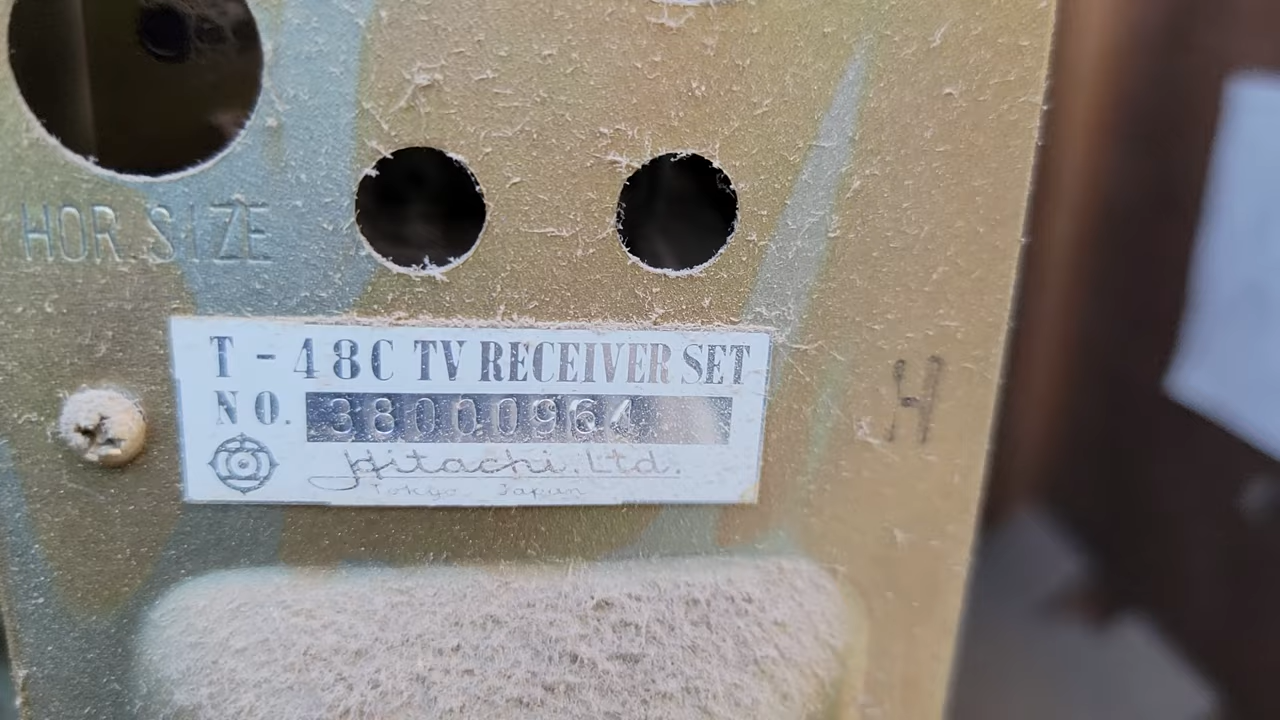 HOR. SIZE
T - 48C TV RECEIVER SET
NO. 38000964
Hitachi, Ltd.
Tokyo Japan
H